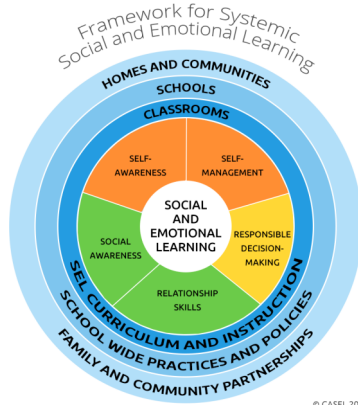 Framework for Systemic
Social and Emotional Learning
HOMES AND COMMUNITIES
SCHOOLS
CLASSROOMS
SELF-
AWARENESS
SELF-
MANAGEMENT
SOCIAL
AND
EMOTIONAL
LEARNING
SOCIAL
AWARENESS
RESPONSIBLE
DECISION-
MAKING
RELATIONSHIP
SKILLS
SEL CURRICULUM AND INSTRUCTION
SCHOOL WIDE PRACTICES AND POLICIES
FAMILY AND COMMUNITY PARTNERSHIPS
© CASEL 20